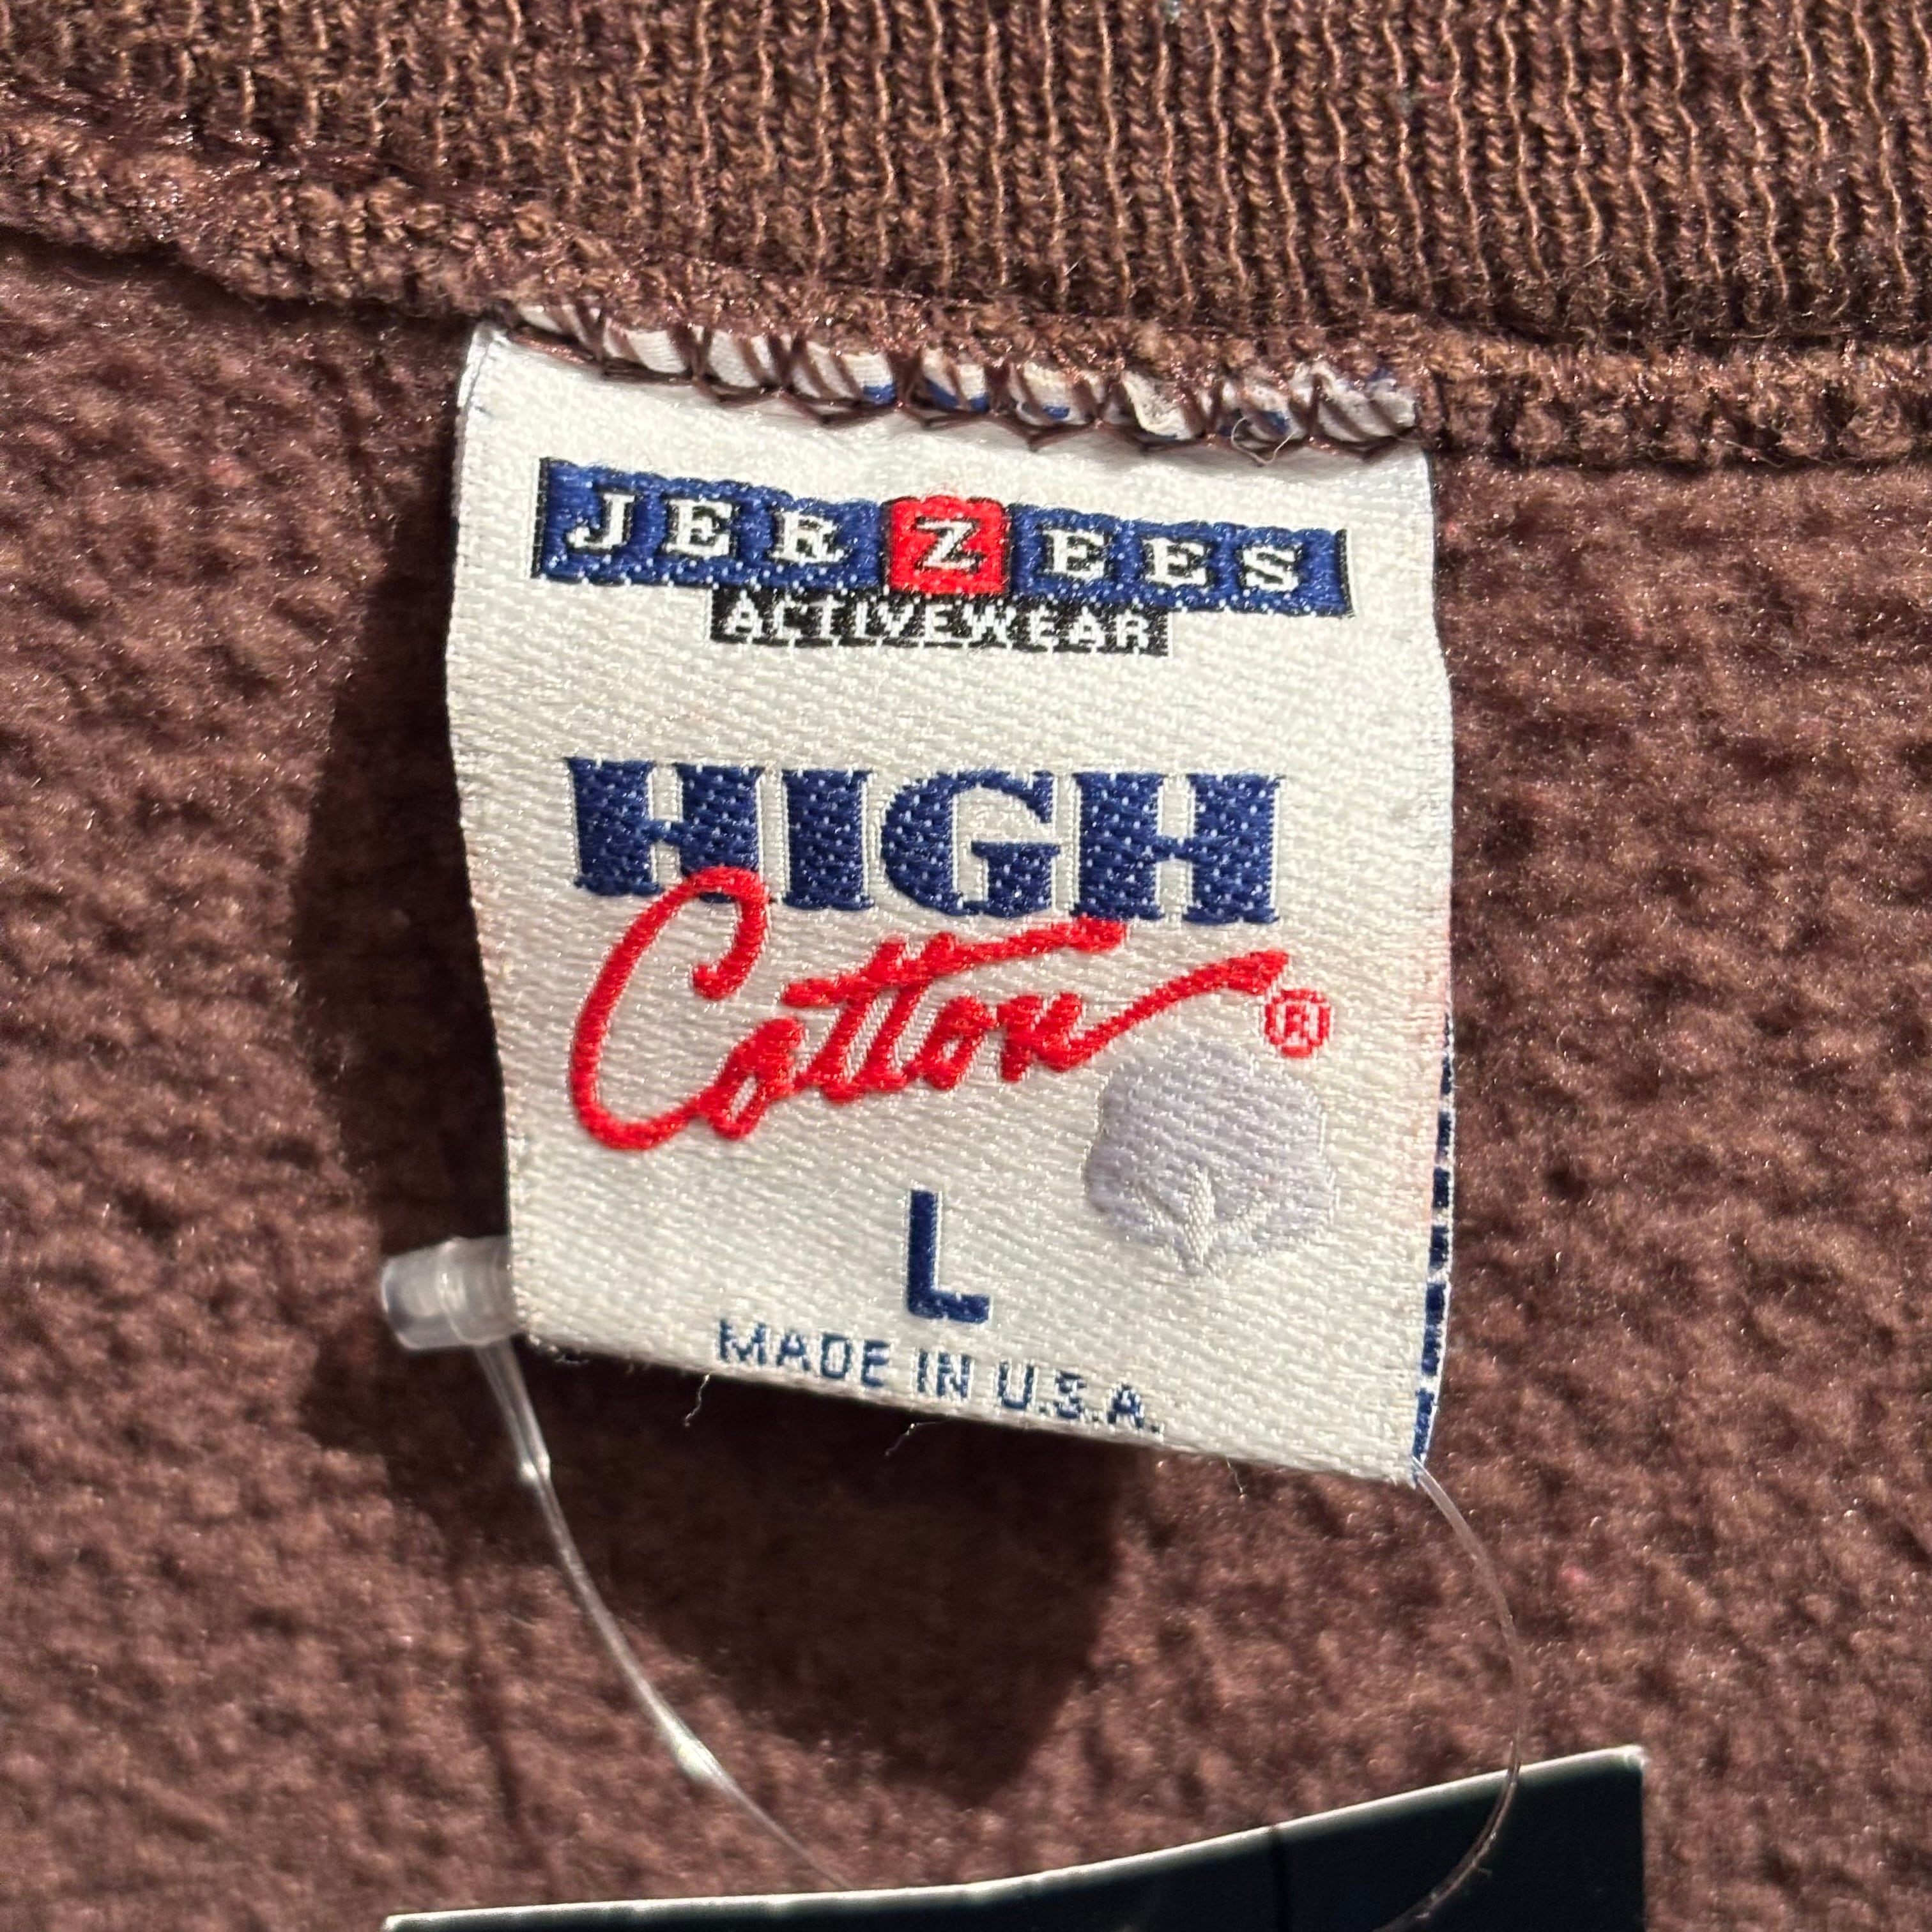 JERZEES
ACTIVEWEAR
HIGH
Cotton®
L
MADE IN U.S.A.